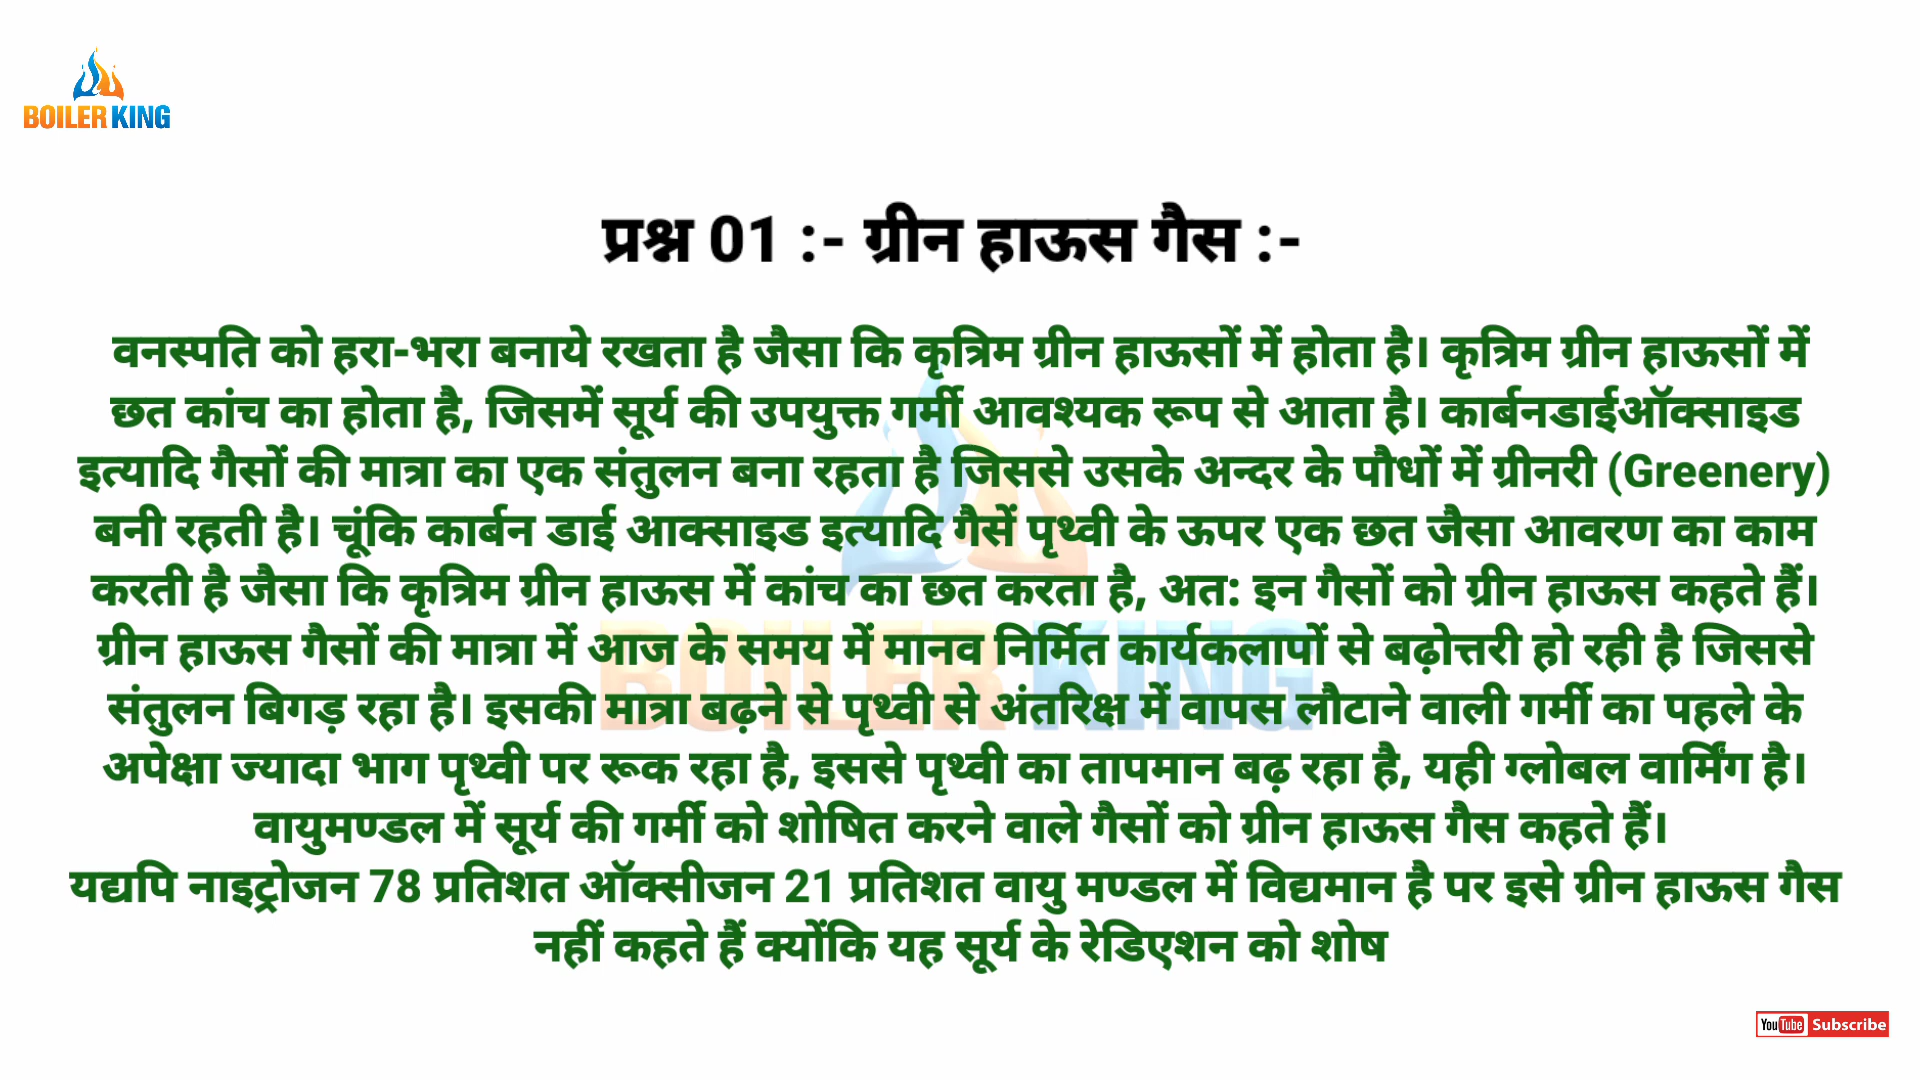 BOILER KING
प्रश्न 01 :- ग्रीन हाऊस गैस :-
वनस्पति को हरा-भरा बनाये रखता है जैसा कि कृत्रिम ग्रीन हाऊसों में होता है। कृत्रिम ग्रीन हाऊसों में
छत कांच का होता है, जिसमें सूर्य की उपयुक्त गर्मी आवश्यक रूप से आता है। कार्बनडाईऑक्साइड
इत्यादि गैसों की मात्रा का एक संतुलन बना रहता है जिससे उसके अन्दर के पौधों में ग्रीनरी (Greenery)
बनी रहती है। चूंकि कार्बन डाई आक्साइड इत्यादि गैसें पृथ्वी के ऊपर एक छत जैसा आवरण का काम
करती है जैसा कि कृत्रिम ग्रीन हाऊस में कांच का छत करता है, अत: इन गैसों को ग्रीन हाऊस कहते हैं।
ग्रीन हाऊस गैसों की मात्रा में आज के समय में मानव निर्मित कार्यकलापों से बढ़ोत्तरी हो रही है जिससे
संतुलन बिगड़ रहा है। इसकी मात्रा बढ़ने से पृथ्वी से अंतरिक्ष में वापस लौटाने वाली गर्मी का पहले के
अपेक्षा ज्यादा भाग पृथ्वी पर रूक रहा है, इससे पृथ्वी का तापमान बढ़ रहा है, यही ग्लोबल वार्मिंग है।
वायुमण्डल में सूर्य की गर्मी को शोषित करने वाले गैसों को ग्रीन हाऊस गैस कहते हैं।
यद्यपि नाइट्रोजन 78 प्रतिशत ऑक्सीजन 21 प्रतिशत वायु मण्डल में विद्यमान है पर इसे ग्रीन हाऊस गैस
नहीं कहते हैं क्योंकि यह सूर्य के रेडिएशन को शोष
BOILER KING
YouTube Subscribe